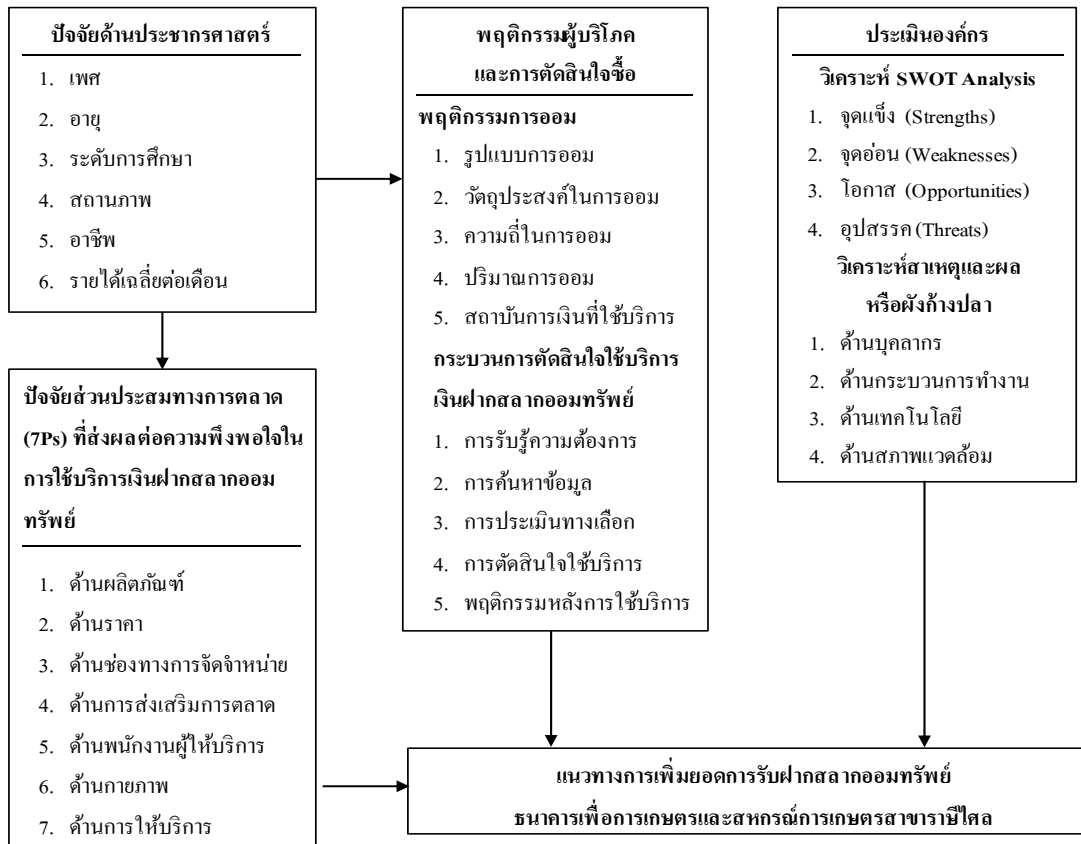 ปัจจัยด้านประชากรศาสตร์
1. เพศ
2. อายุ
3. ระดับการศึกษา
4. สถานภาพ
5. อาชีพ
6. รายได้เฉลี่ยต่อเดือน
ปัจจัยส่วนประสมทางการตลาด
(7Ps) ที่ส่งผลต่อความพึงพอใจใน
การใช้บริการเงินฝากสลากออม
ทรัพย์
1. ด้านผลิตภัณฑ์
2. ด้านราคา
3. ด้านช่องทางการจัดจำหน่าย
4. ด้านการส่งเสริมการตลาด
5. ด้านพนักงานผู้ให้บริการ
6. ด้านกายภาพ
7. ด้านการให้บริการ
พฤติกรรมผู้บริโภค
และการตัดสินใจซื้อ
พฤติกรรมการออม
1. รูปแบบการออม
2. วัตถุประสงค์ในการออม
3. ความถี่ในการออม
4. ปริมาณการออม
5. สถาบันการเงินที่ใช้บริการ
กระบวนการตัดสินใจใช้บริการ
เงินฝากสลากออมทรัพย์
1. การรับรู้ความต้องการ
2. การค้นหาข้อมูล
3. การประเมินทางเลือก
4. การตัดสินใจใช้บริการ
5. พฤติกรรมหลังการใช้บริการ
ประเมินองค์กร
วิเคราะห์ SWOT Analysis
1. จุดแข็ง (Strengths)
2. จุดอ่อน (Weaknesses)
3. โอกาส (Opportunities)
4. อุปสรรค (Threats)
วิเคราะห์สาเหตุและผล
หรือผังก้างปลา
1. ด้านบุคลากร
2. ด้านกระบวนการทำงาน
3. ด้านเทคโนโลยี
4. ด้านสภาพแวดล้อม
แนวทางการเพิ่มยอดการรับฝากสลากออมทรัพย์
ธนาคารเพื่อการเกษตรและสหกรณ์การเกษตรสาขาราษีไศล